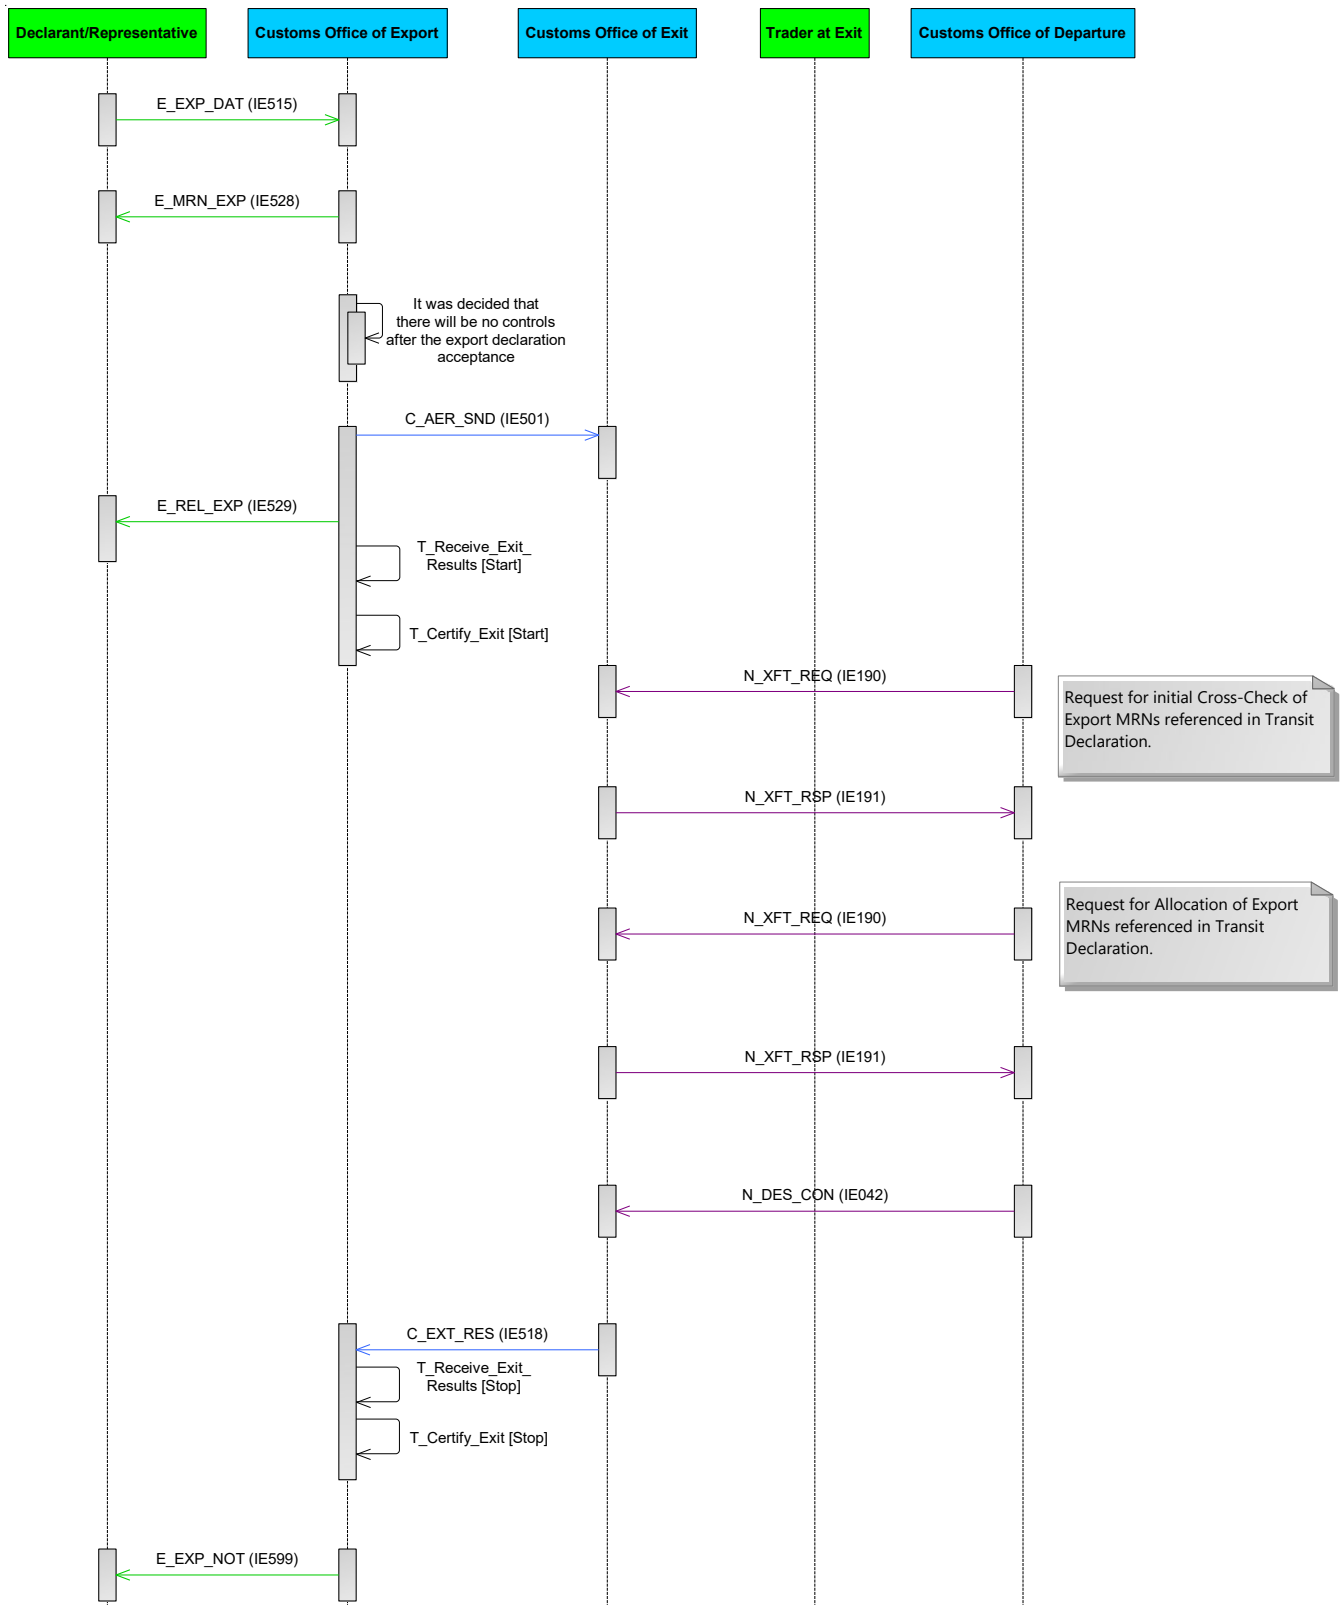 Declarant/Representative
Customs Office of Export
Customs Office of Exit
Trader at Exit
Customs Office of Departure
E_EXP_DAT (IE515)
E_MRN_EXP (IE528)
It was decided that
there will be no controls
after the export declaration
acceptance
C_AER_SND (IE501)
E_REL_EXP (IE529)
T_Receive_Exit_
Results [Start]
T_Certify_Exit [Start]
N_XFT_REQ (IE190)
Request for initial Cross-Check of
Export MRNs referenced in Transit
Declaration.
N_XFT_RSP (IE191)
N_XFT_REQ (IE190)
Request for Allocation of Export
MRNs referenced in Transit
Declaration.
N_XFT_RSP (IE191)
N_DES_CON (IE042)
C_EXT_RES (IE518)
T_Receive_Exit_
Results [Stop]
T_Certify_Exit [Stop]
E_EXP_NOT (IE599)